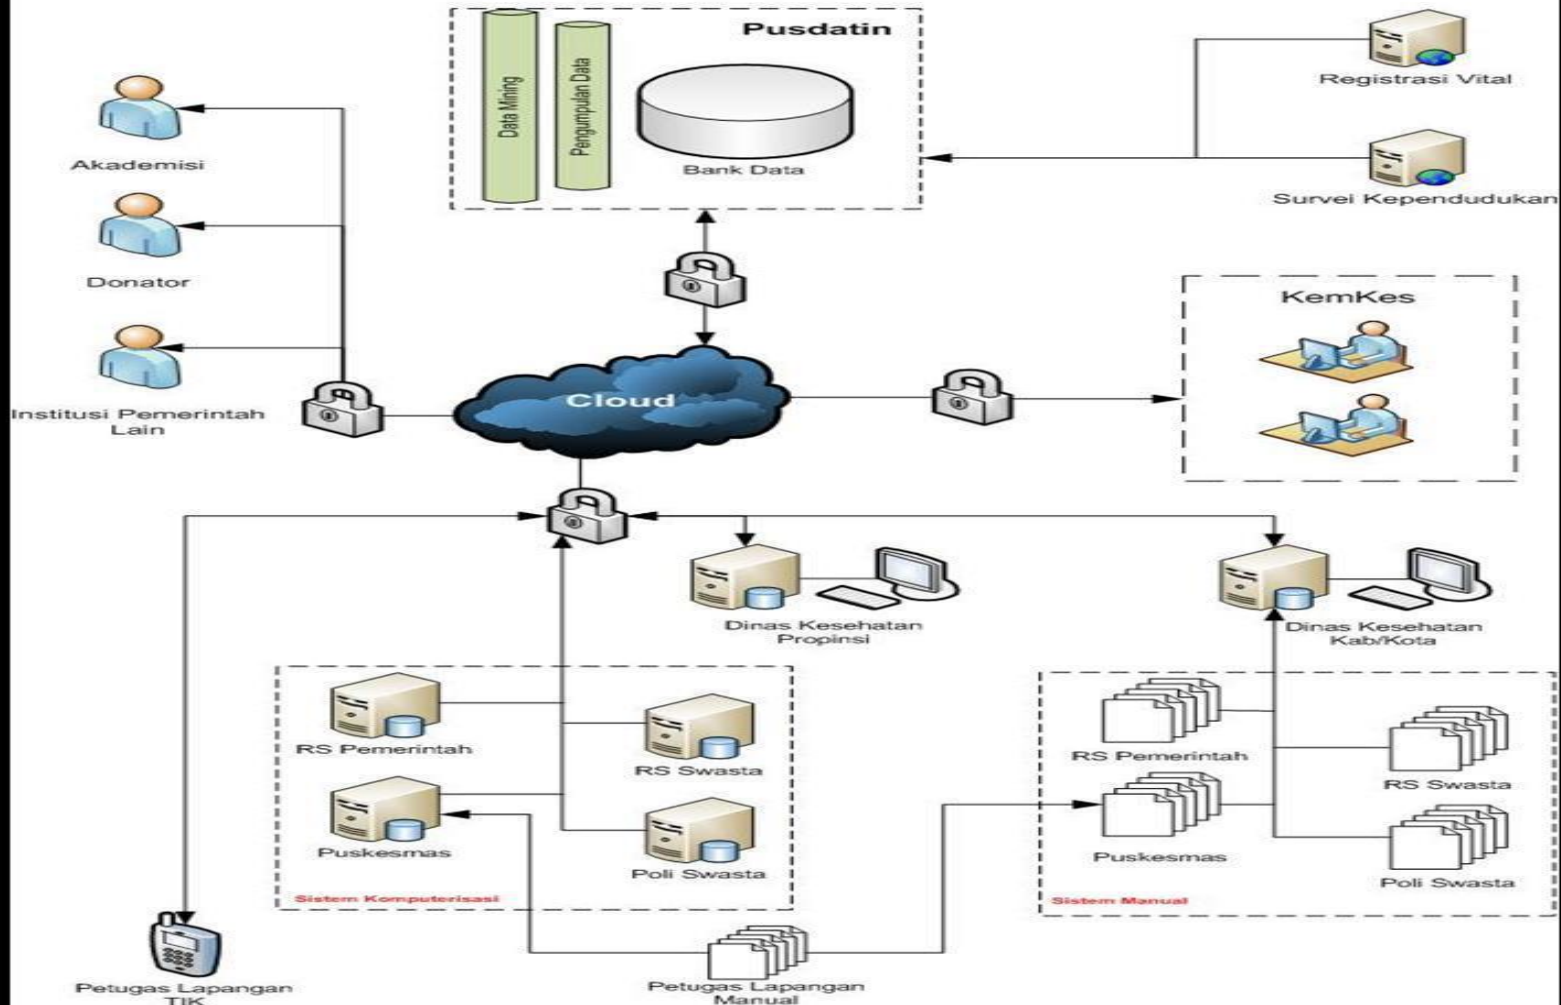 Pusdatin
Data Mining
Pengumpulan Data
Bank Data
Registrasi Vital
Survei Kependudukan
Akademisi
Donator
Institusi Pemerintah
Lain
Cloud
KemKes
Dinas Kesehatan
Propinsi
Dinas Kesehatan
Kab/Kota
RS Pemerintah
RS Swasta
Puskesmas
Poli Swasta
Sistem Komputerisasi
RS Pemerintah
RS Swasta
Puskesmas
Poli Swasta
Sistem Manual
Petugas Lapangan
TIK
Petugas Lapangan
Manual